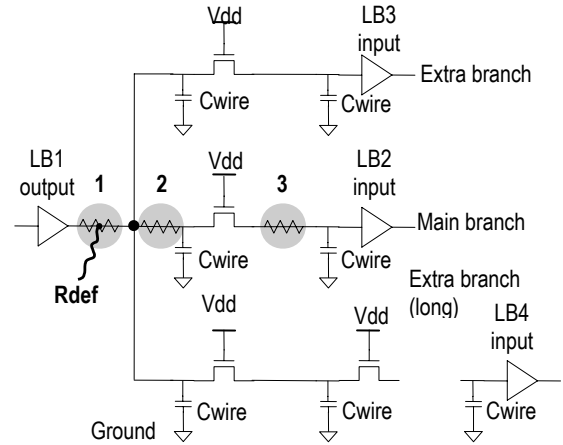 Vdd
LB3
input
Extra branch
Cwire
Cwire
LB1
output
1
2
Vdd
3
LB2
input
Main branch
Rdef
Cwire
Cwire
Extra branch
(long)
Vdd
Vdd
LB4
input
Ground
Cwire
Cwire
Cwire